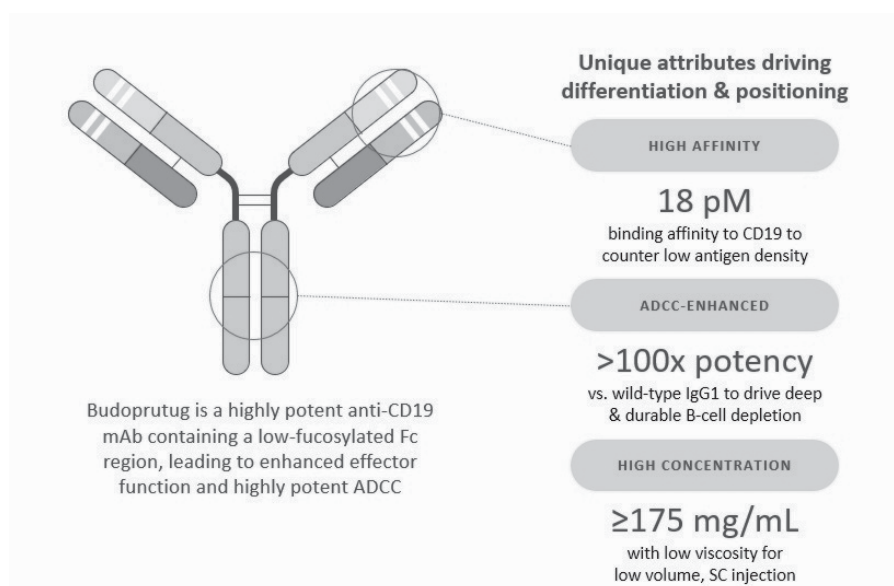 Unique attributes driving
differentiation & positioning
HIGH AFFINITY
18 pM
binding affinity to CD19 to
counter low antigen density
ADCC-ENHANCED
>100x potency
vs. wild-type IgG1 to drive deep
& durable B-cell depletion
HIGH CONCENTRATION
≥175 mg/mL
with low viscosity for
low volume, SC injection
Budoprutug is a highly potent anti-CD19
mAb containing a low-fucosylated Fc
region, leading to enhanced effector
function and highly potent ADCC